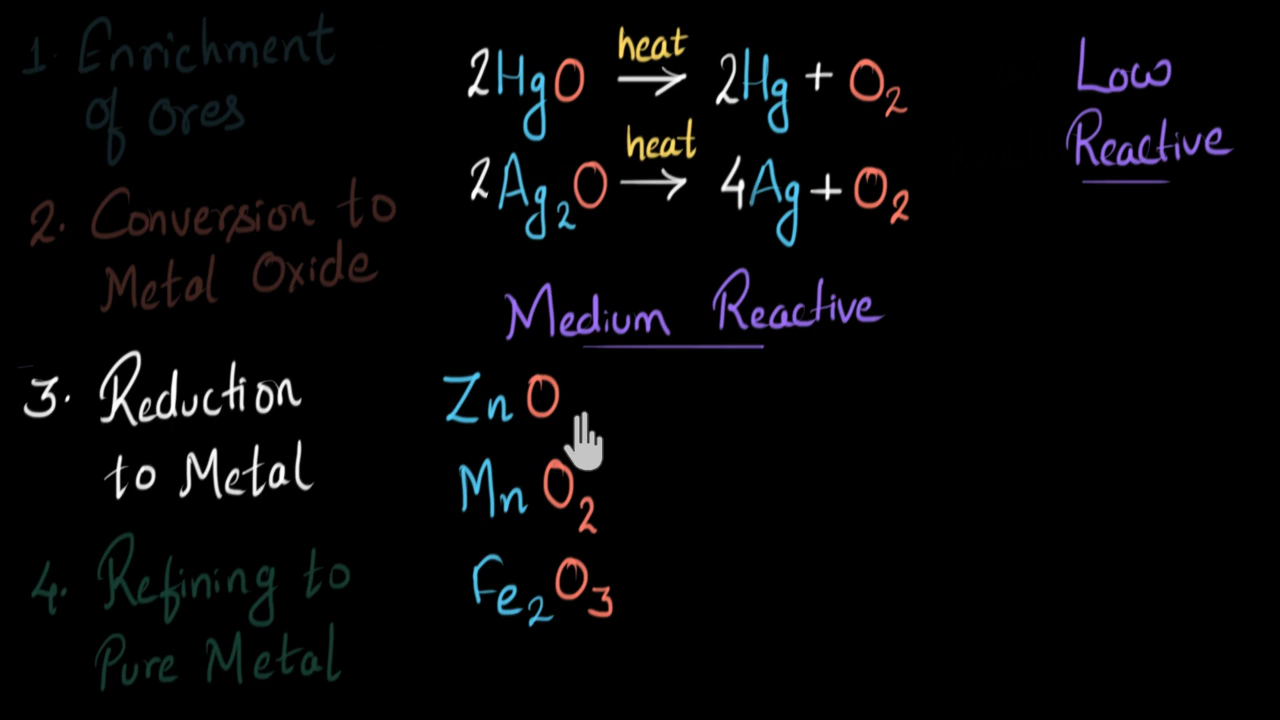 1. Enrichment
of ores
2. Conversion to
Metal Oxide
3. Reduction
to Metal
4. Refining to
Pure Metal
2HgO heat → 2Hg + O₂
2Ag₂O heat → 4Ag + O₂
Low
Reactive
Medium Reactive
ZnO
MnO₂
Fe₂O₃